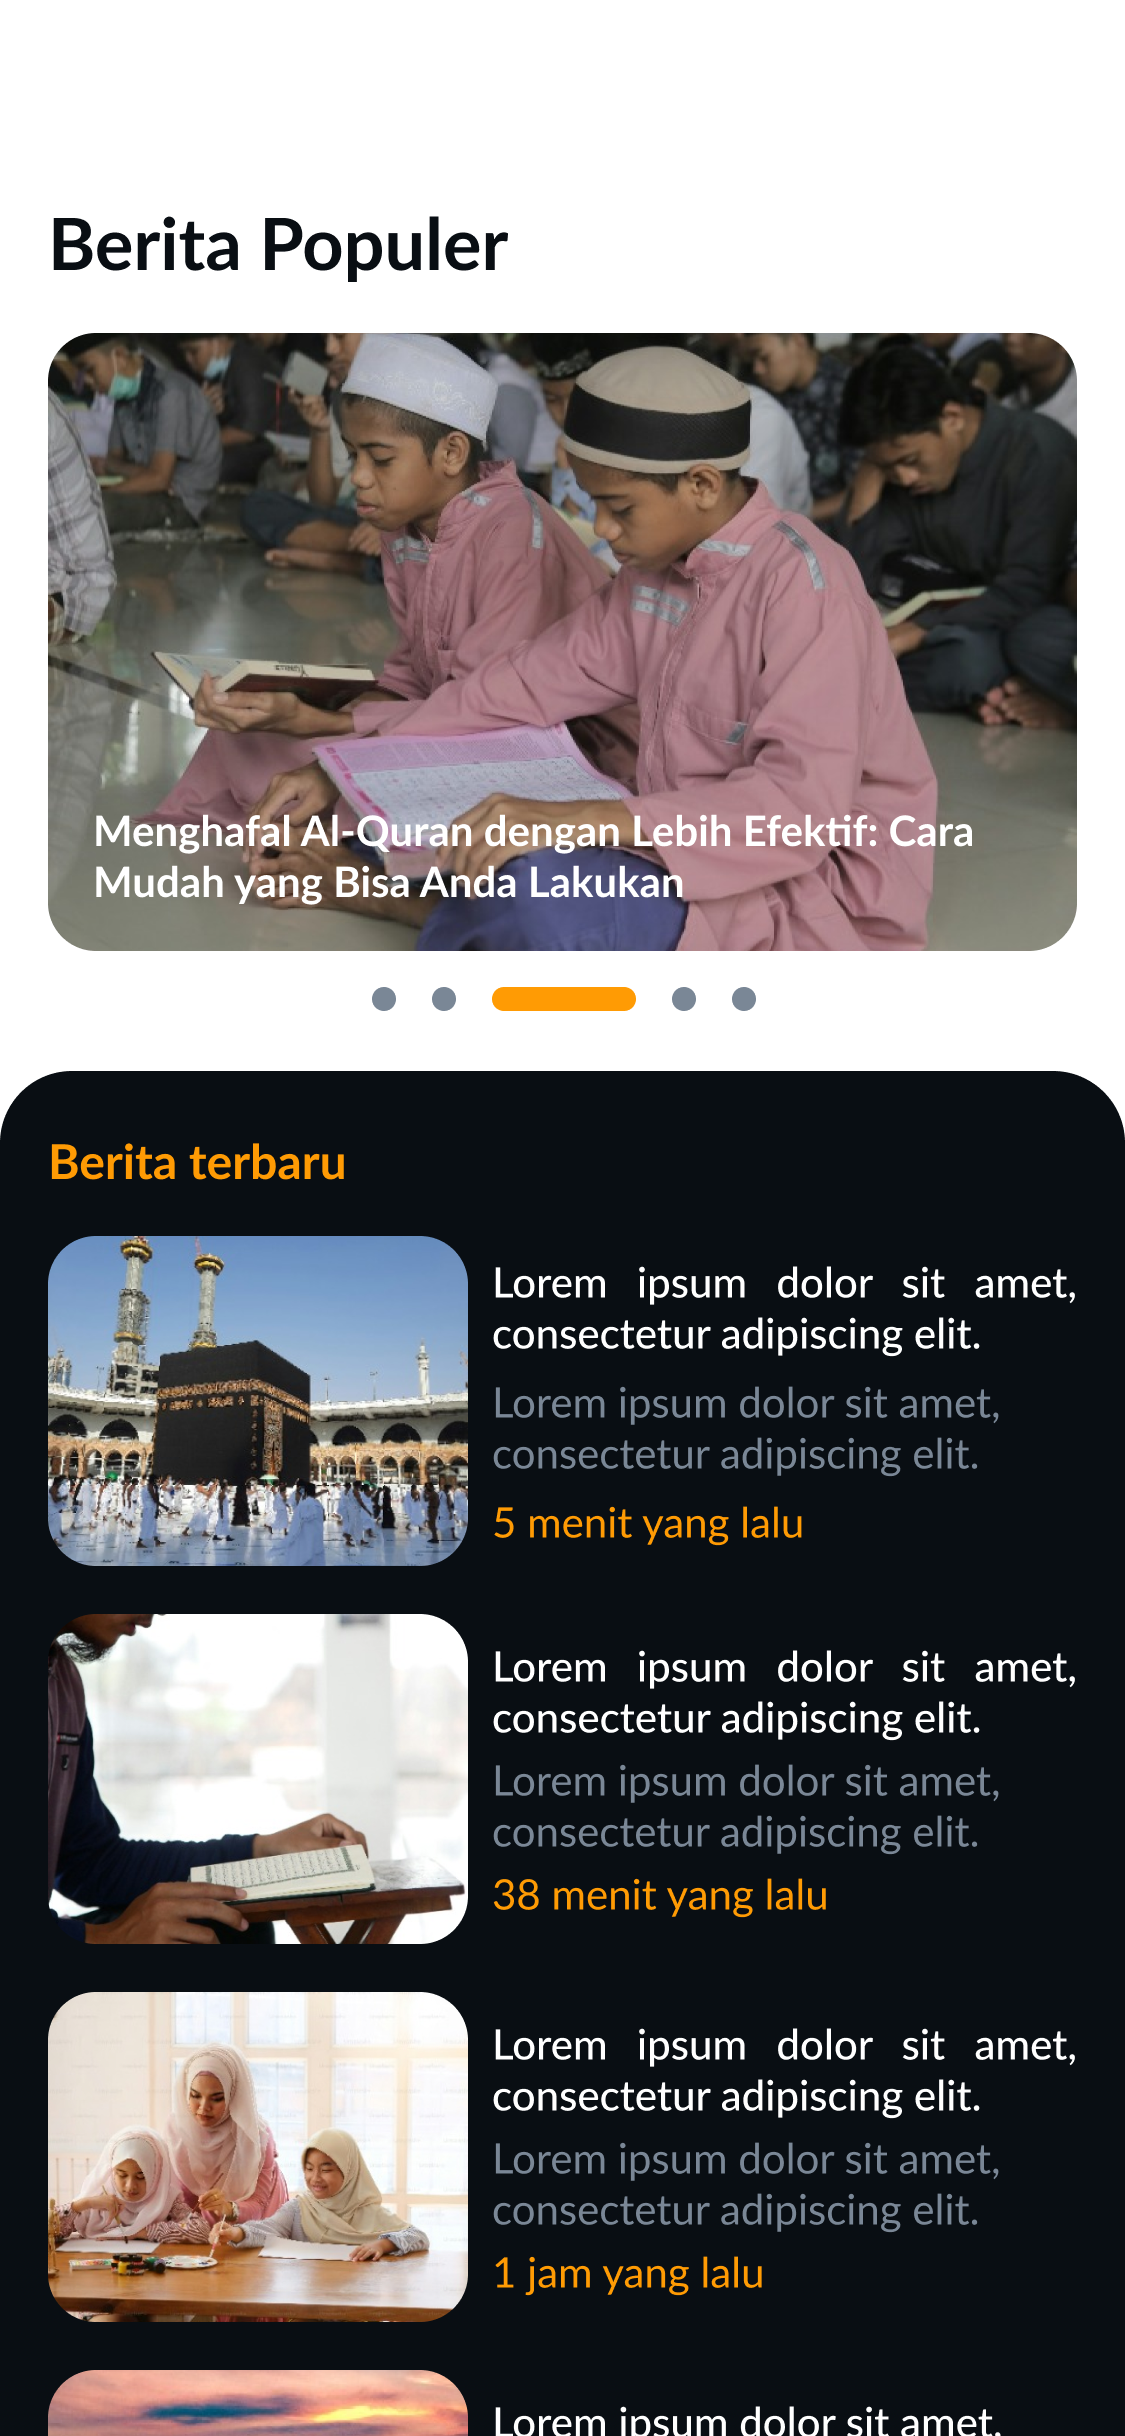 Berita Populer
Menghafal Al-Quran dengan Lebih Efektif: Cara
Mudah yang Bisa Anda Lakukan
Berita terbaru
Lorem ipsum dolor sit amet,
consectetur adipiscing elit.
Lorem ipsum dolor sit amet,
consectetur adipiscing elit.
5 menit yang lalu
Lorem ipsum dolor sit amet,
consectetur adipiscing elit.
Lorem ipsum dolor sit amet,
consectetur adipiscing elit.
38 menit yang lalu
Lorem ipsum dolor sit amet,
consectetur adipiscing elit.
Lorem ipsum dolor sit amet,
consectetur adipiscing elit.
1 jam yang lalu
Lorem ipsum dolor sit amet,